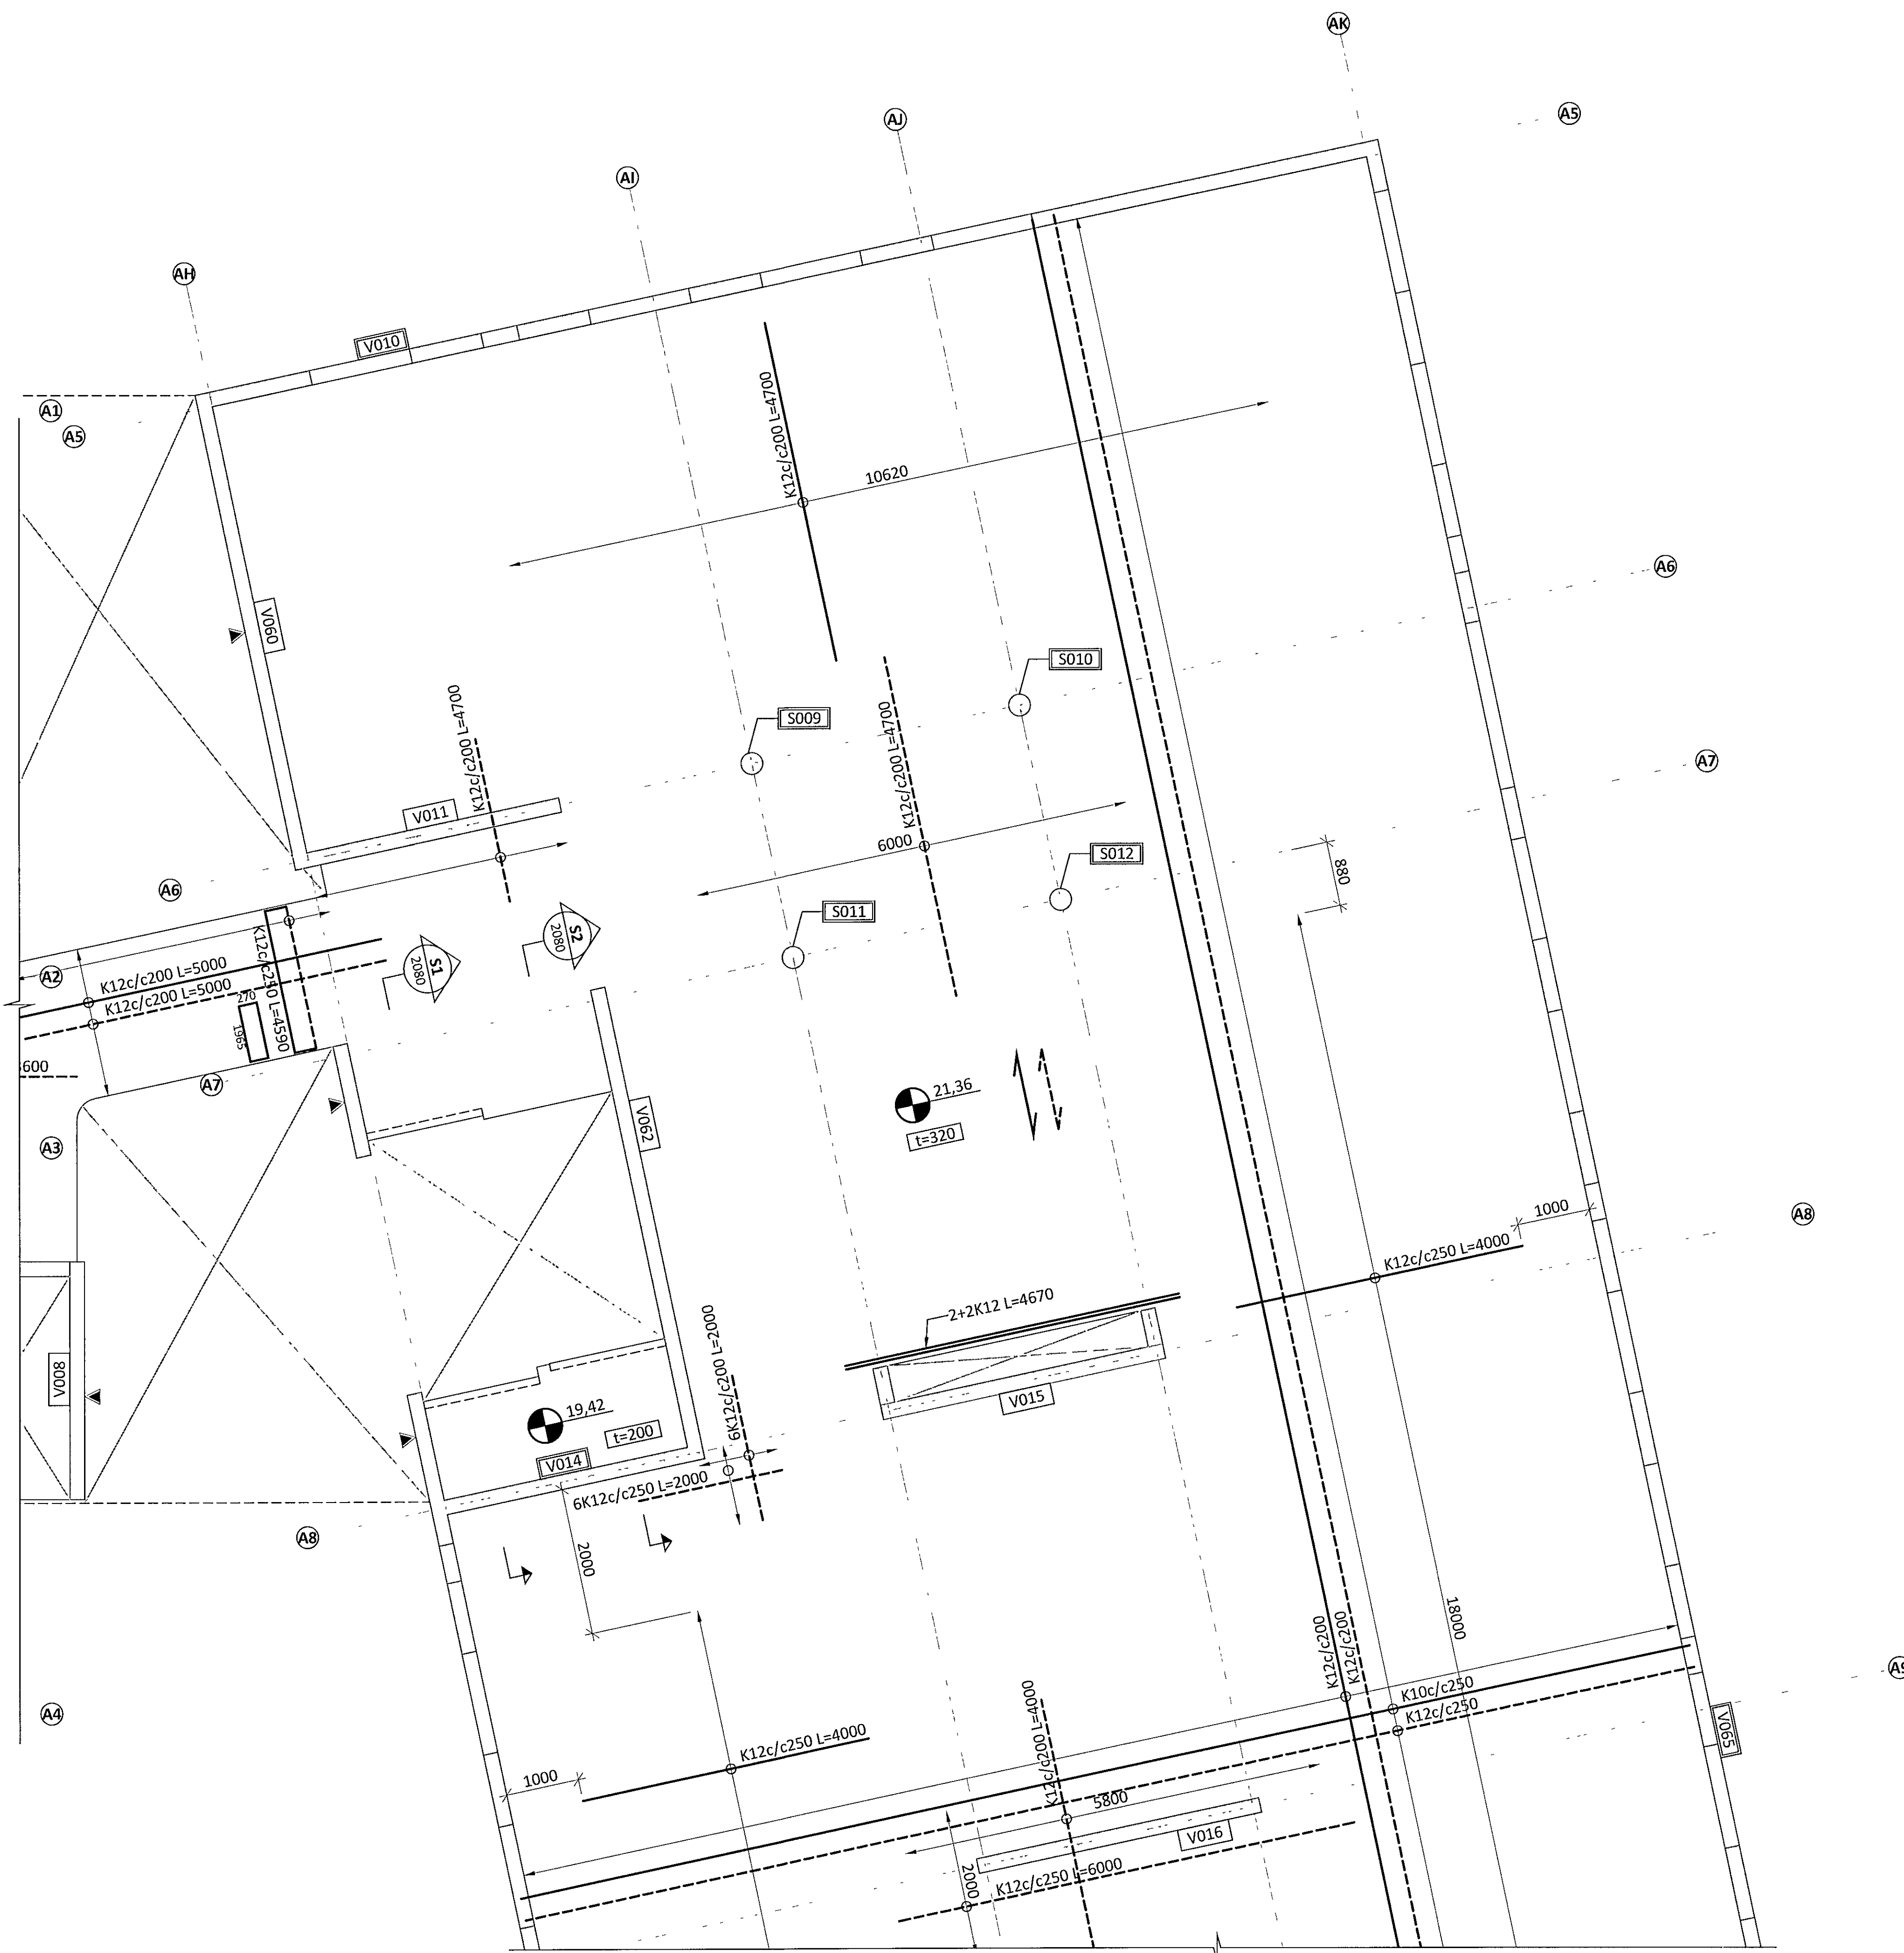 AK
A5
AJ
AI
AH
V010
A1
A5
K12c/c200 L=4700
10620
V060
A6
S010
S009
K12c/c200 L=4700
K12c/c200 L=4700
A7
V011
6000
S012
880
A6
S011
S2
2080
S1
2080
A2
K12c/c200 L=5000
K12c/c200 L=5000
K12c/c250 L=4590
270
1965
600
A7
21,36
t=320
V062
A3
1000
A8
K12c/c250 L=4000
2+2K12 L=4670
6K12c/c200 L=2000
V008
V015
19,42
t=200
V014
6K12c/c250 L=2000
A8
2000
18000
K12c/c200
K12c/c200
A9
K10c/c250
K12c/c250
V065
A4
K12c/c250 L=4000
K12c/c200 L=4000
1000
5800
V016
2000
K12c/c250 L=6000